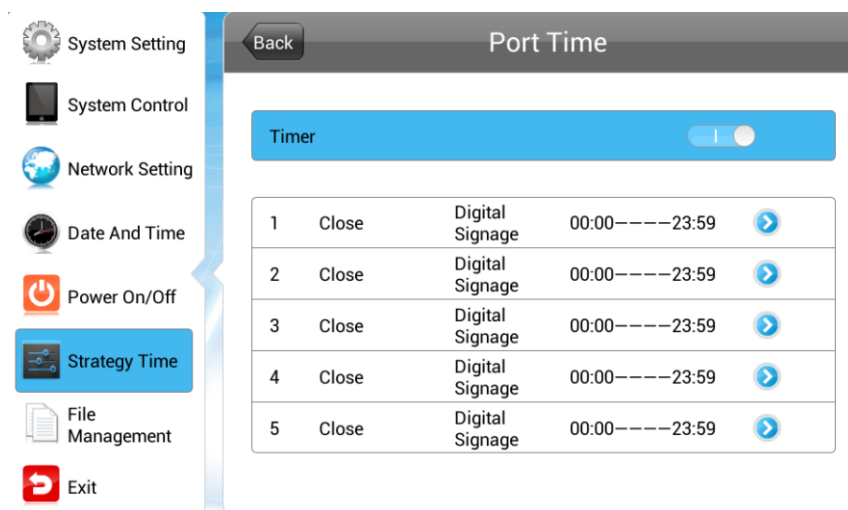 System Setting
System Control
Network Setting
Date And Time
Power On/Off
Strategy Time
File
Management
Exit
Back
Port Time
Timer
1 Close Digital Signage 00:00————23:59
2 Close Digital Signage 00:00————23:59
3 Close Digital Signage 00:00————23:59
4 Close Digital Signage 00:00————23:59
5 Close Digital Signage 00:00————23:59